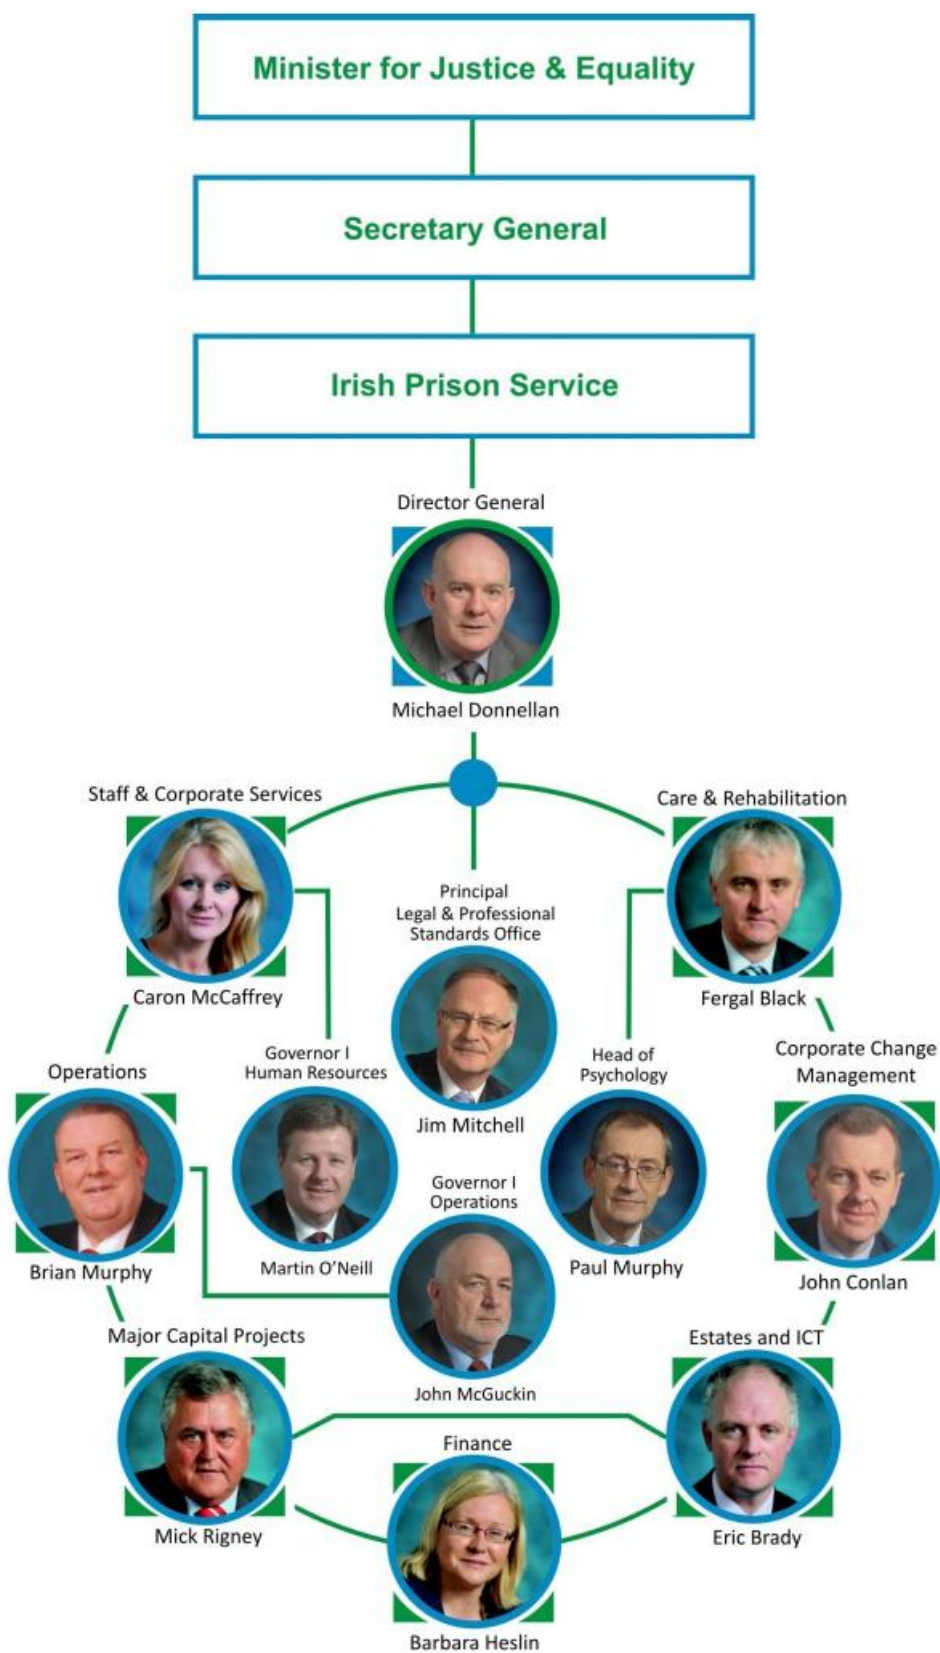 Minister for Justice & Equality
Secretary General
Irish Prison Service
Director General
Michael Donnellan
Staff & Corporate Services
Caron McCaffrey
Care & Rehabilitation
Fergal Black
Principal
Legal & Professional
Standards Office
Jim Mitchell
Operations
Brian Murphy
Governor I
Human Resources
Martin O’Neill
Governor I
Operations
John McGuckin
Head of
Psychology
Paul Murphy
Corporate Change
Management
John Conlan
Major Capital Projects
Mick Rigney
Finance
Barbara Heslin
Estates and ICT
Eric Brady